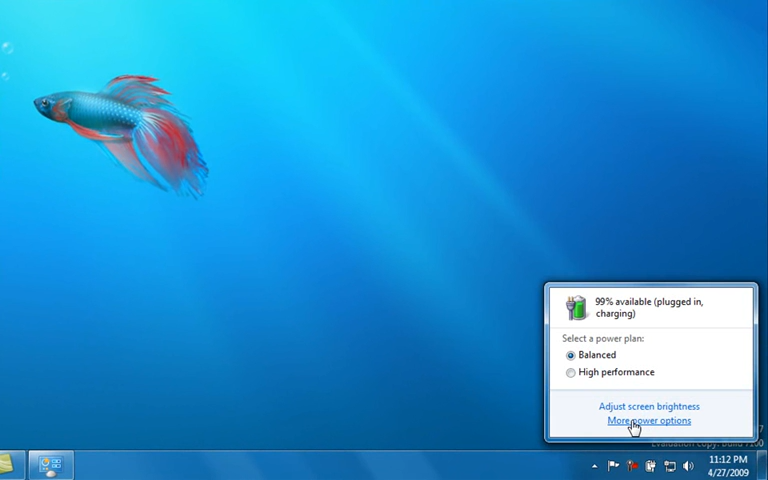 99% available (plugged in,
charging)
Select a power plan:
Balanced
High performance
Adjust screen brightness
More power options
Evaluation copy. Build 7100
11:12 PM
4/27/2009